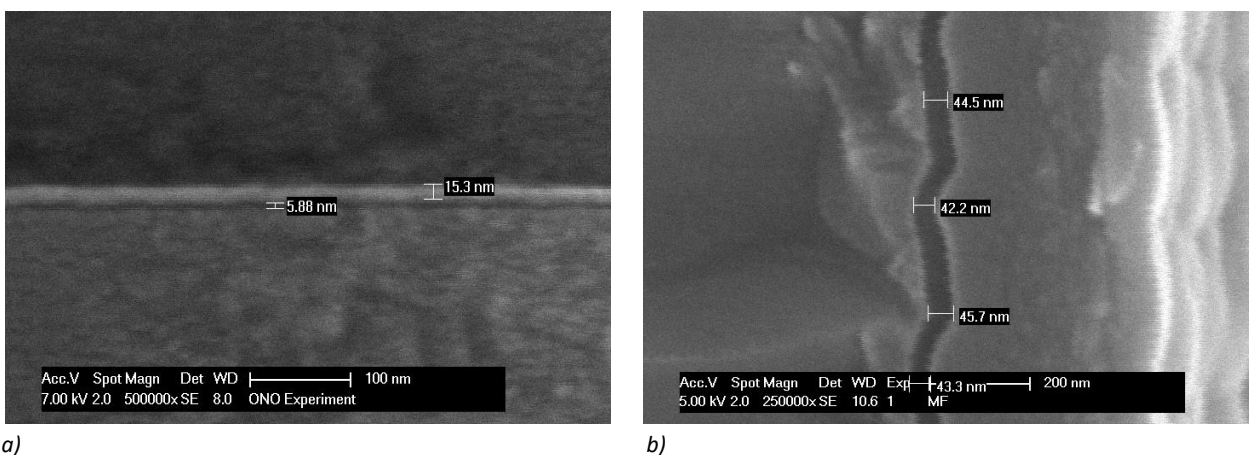 15.3 nm
5.88 nm
Acc.V Spot Magn Det WD 100 nm
7.00 kV 2.0 500000x SE 8.0 ONO Experiment
a)
44.5 nm
42.2 nm
45.7 nm
Acc.V Spot Magn Det WD Exp 43.3 nm 200 nm
5.00 kV 2.0 250000x SE 10.6 1 MF
b)